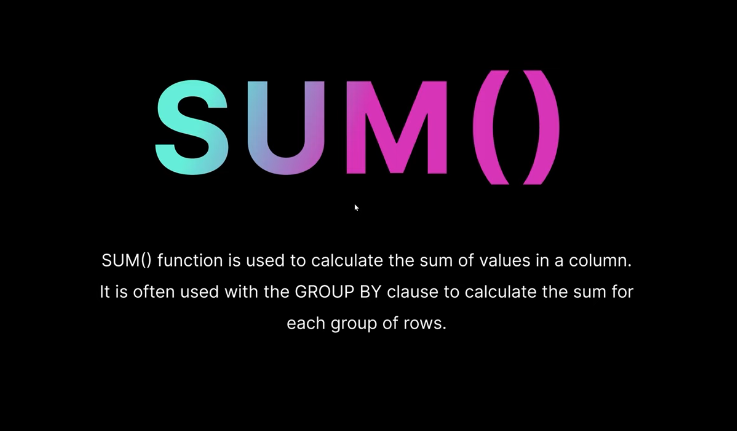 SUM()
SUM() function is used to calculate the sum of values in a column.
It is often used with the GROUP BY clause to calculate the sum for
each group of rows.